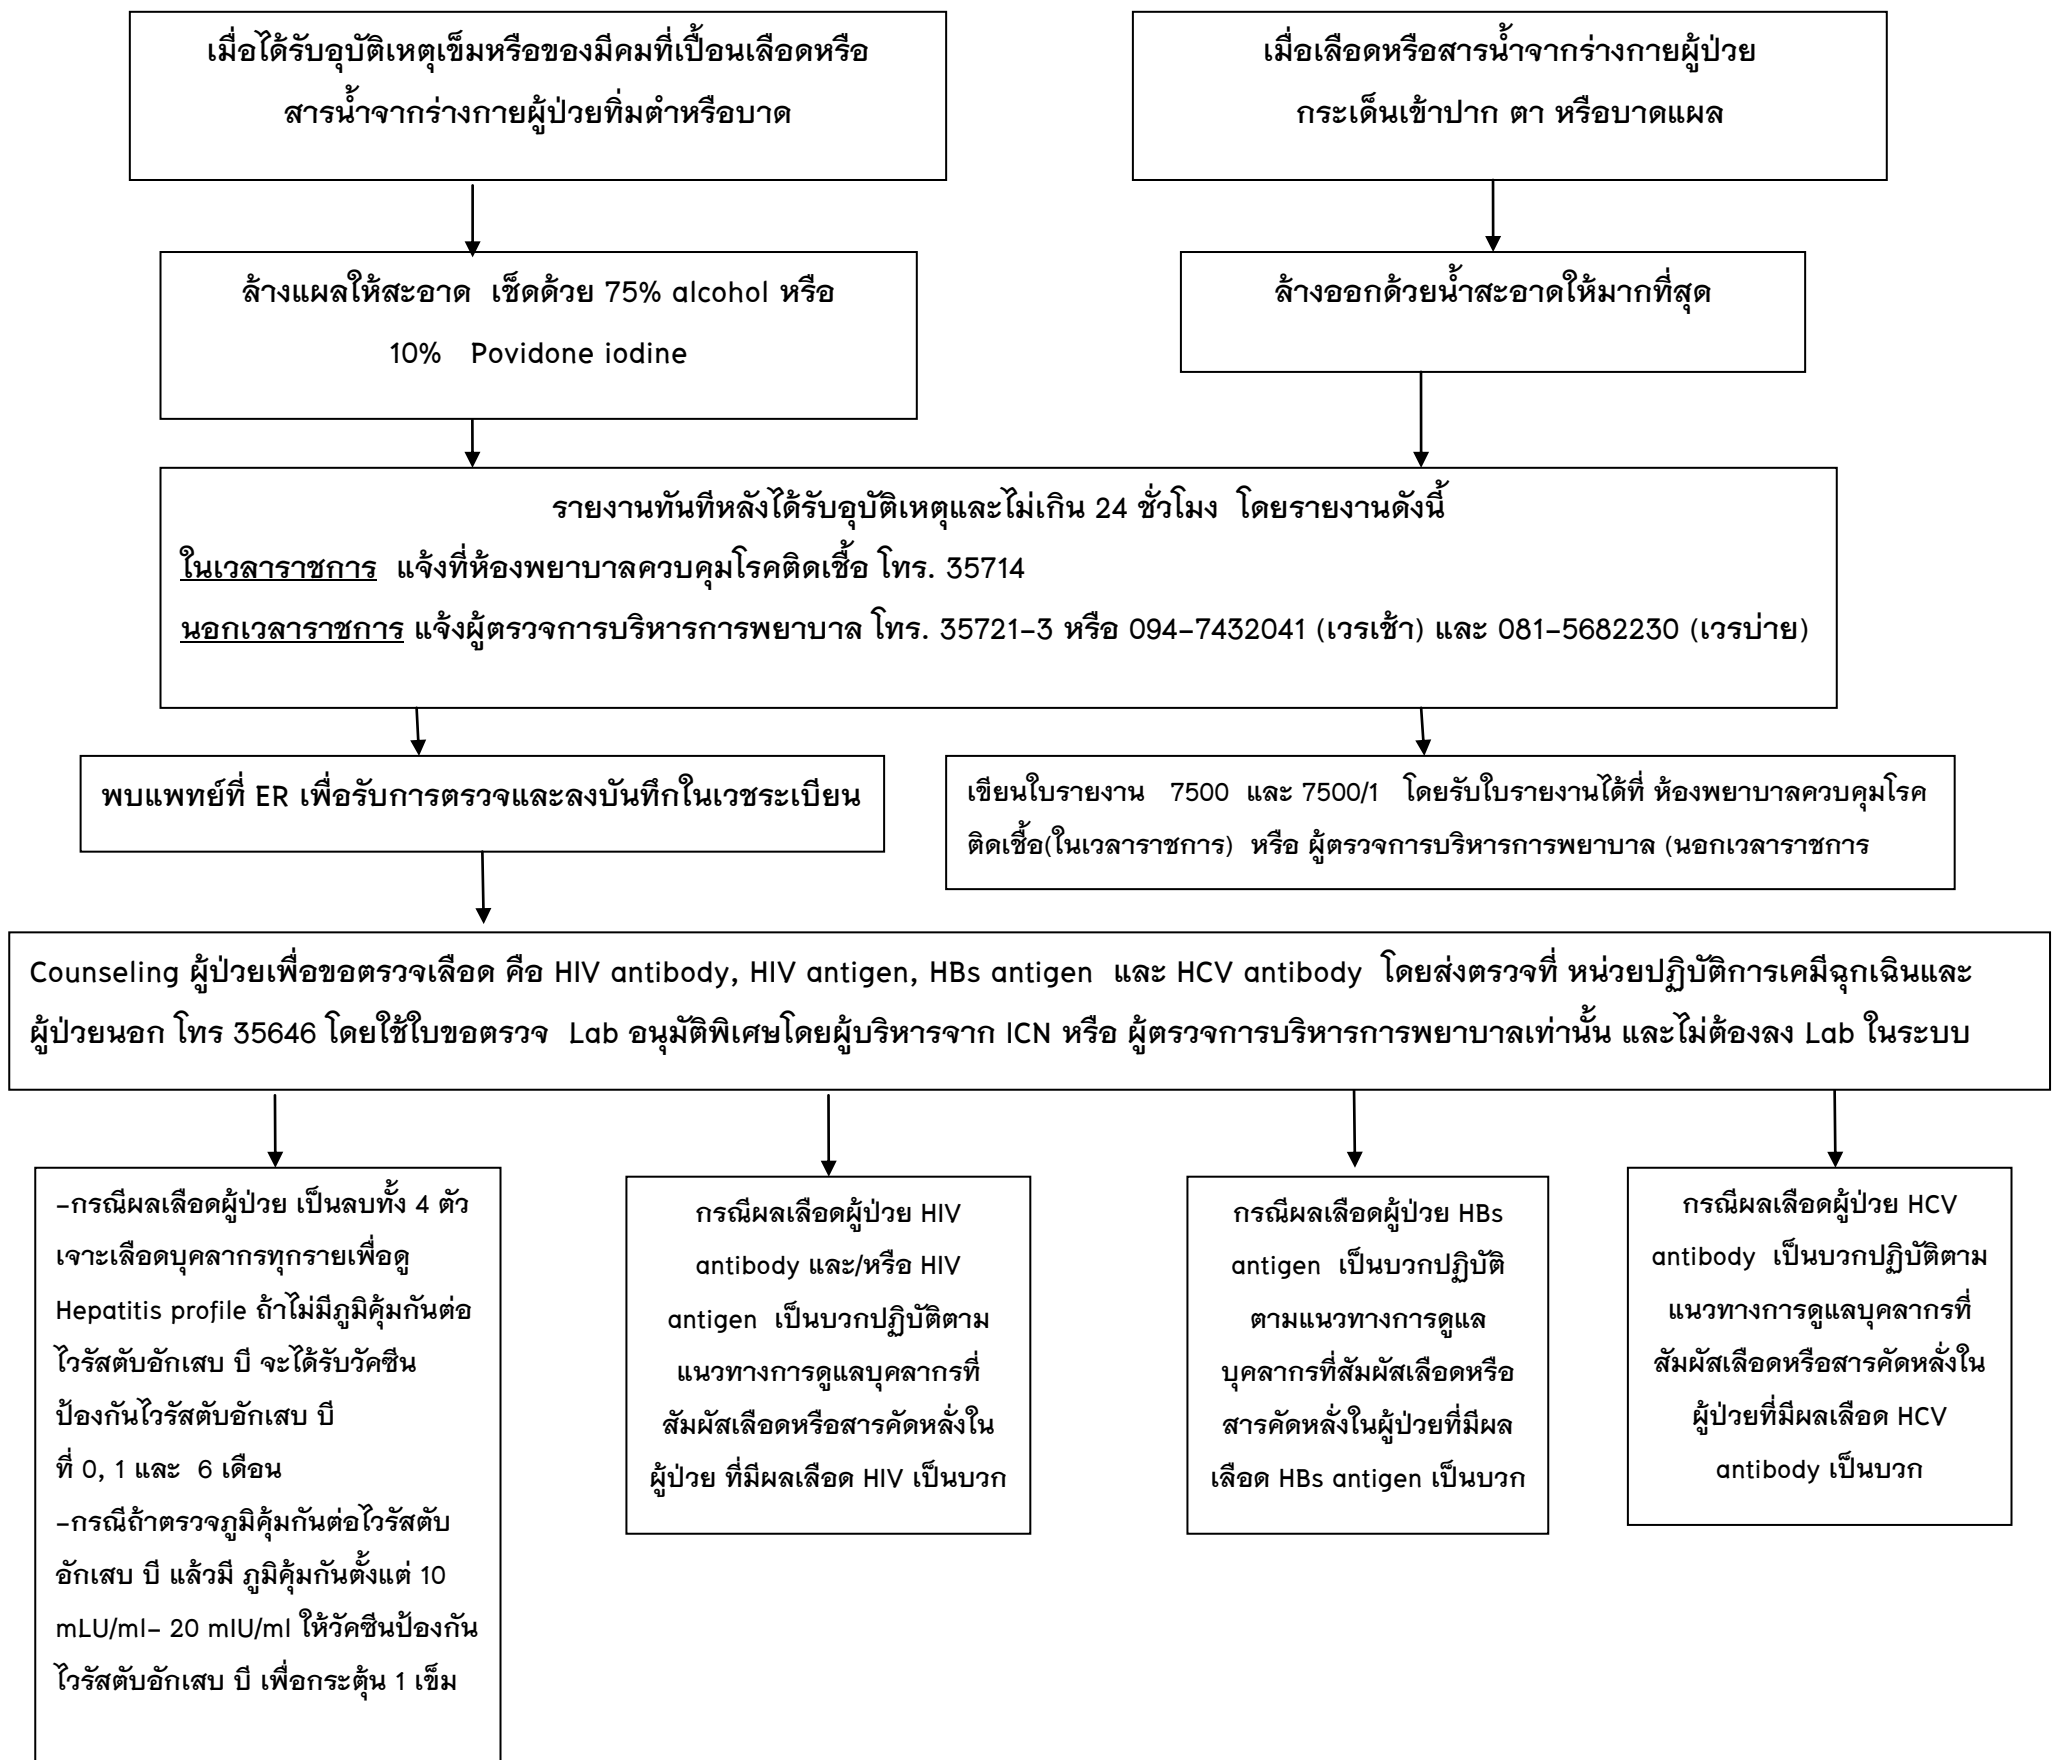 เมื่อได้รับอุบัติเหตุเข็มหรือของมีคมที่เปื้อนเลือดหรือ
สารน้ำจากร่างกายผู้ป่วยทิ่มตำหรือบาด
เมื่อเลือดหรือสารน้ำจากร่างกายผู้ป่วย
กระเด็นเข้าปาก ตา หรือบาดแผล
ล้างแผลให้สะอาด เช็ดด้วย 75% alcohol หรือ
10% Povidone iodine
ล้างออกด้วยน้ำสะอาดให้มากที่สุด
รายงานทันทีหลังได้รับอุบัติเหตุและไม่เกิน 24 ชั่วโมง โดยรายงานดังนี้
ในเวลาราชการ แจ้งที่ห้องพยาบาลควบคุมโรคติดเชื้อ โทร. 35714
นอกเวลาราชการ แจ้งผู้ตรวจการบริหารการพยาบาล โทร. 35721-3 หรือ 094-7432041 (เวรเช้า) และ 081-5682230 (เวรบ่าย)
พบแพทย์ที่ ER เพื่อรับการตรวจและลงบันทึกในเวชระเบียน
เขียนใบรายงาน 7500 และ 7500/1 โดยรับใบรายงานได้ที่ ห้องพยาบาลควบคุมโรค
ติดเชื้อ(ในเวลาราชการ) หรือ ผู้ตรวจการบริหารการพยาบาล (นอกเวลาราชการ
Counseling ผู้ป่วยเพื่อขอตรวจเลือด คือ HIV antibody, HIV antigen, HBs antigen และ HCV antibody โดยส่งตรวจที่ หน่วยปฏิบัติการเคมีฉุกเฉินและ
ผู้ป่วยนอก โทร 35646 โดยใช้ใบขอตรวจ Lab อนุมัติพิเศษโดยผู้บริหารจาก ICN หรือ ผู้ตรวจการบริหารการพยาบาลเท่านั้น และไม่ต้องลง Lab ในระบบ
-กรณีผลเลือดผู้ป่วย เป็นลบทั้ง 4 ตัว
เจาะเลือดบุคลากรทุกรายเพื่อดู
Hepatitis profile ถ้าไม่มีภูมิคุ้มกันต่อ
ไวรัสตับอักเสบ บี จะได้รับวัคซีน
ป้องกันไวรัสตับอักเสบ บี
ที่ 0, 1 และ 6 เดือน
-กรณีถ้าตรวจภูมิคุ้มกันต่อไวรัสตับ
อักเสบ บี แล้วมี ภูมิคุ้มกันตั้งแต่ 10
mLU/ml- 20 mIU/ml ให้วัคซีนป้องกัน
ไวรัสตับอักเสบ บี เพื่อกระตุ้น 1 เข็ม
กรณีผลเลือดผู้ป่วย HIV
antibody และ/หรือ HIV
antigen เป็นบวกปฏิบัติตาม
แนวทางการดูแลบุคลากรที่
สัมผัสเลือดหรือสารคัดหลั่งใน
ผู้ป่วย ที่มีผลเลือด HIV เป็นบวก
กรณีผลเลือดผู้ป่วย HBs
antigen เป็นบวกปฏิบัติ
ตามแนวทางการดูแล
บุคลากรที่สัมผัสเลือดหรือ
สารคัดหลั่งในผู้ป่วยที่มีผล
เลือด HBs antigen เป็นบวก
กรณีผลเลือดผู้ป่วย HCV
antibody เป็นบวกปฏิบัติตาม
แนวทางการดูแลบุคลากรที่
สัมผัสเลือดหรือสารคัดหลั่งใน
ผู้ป่วยที่มีผลเลือด HCV
antibody เป็นบวก